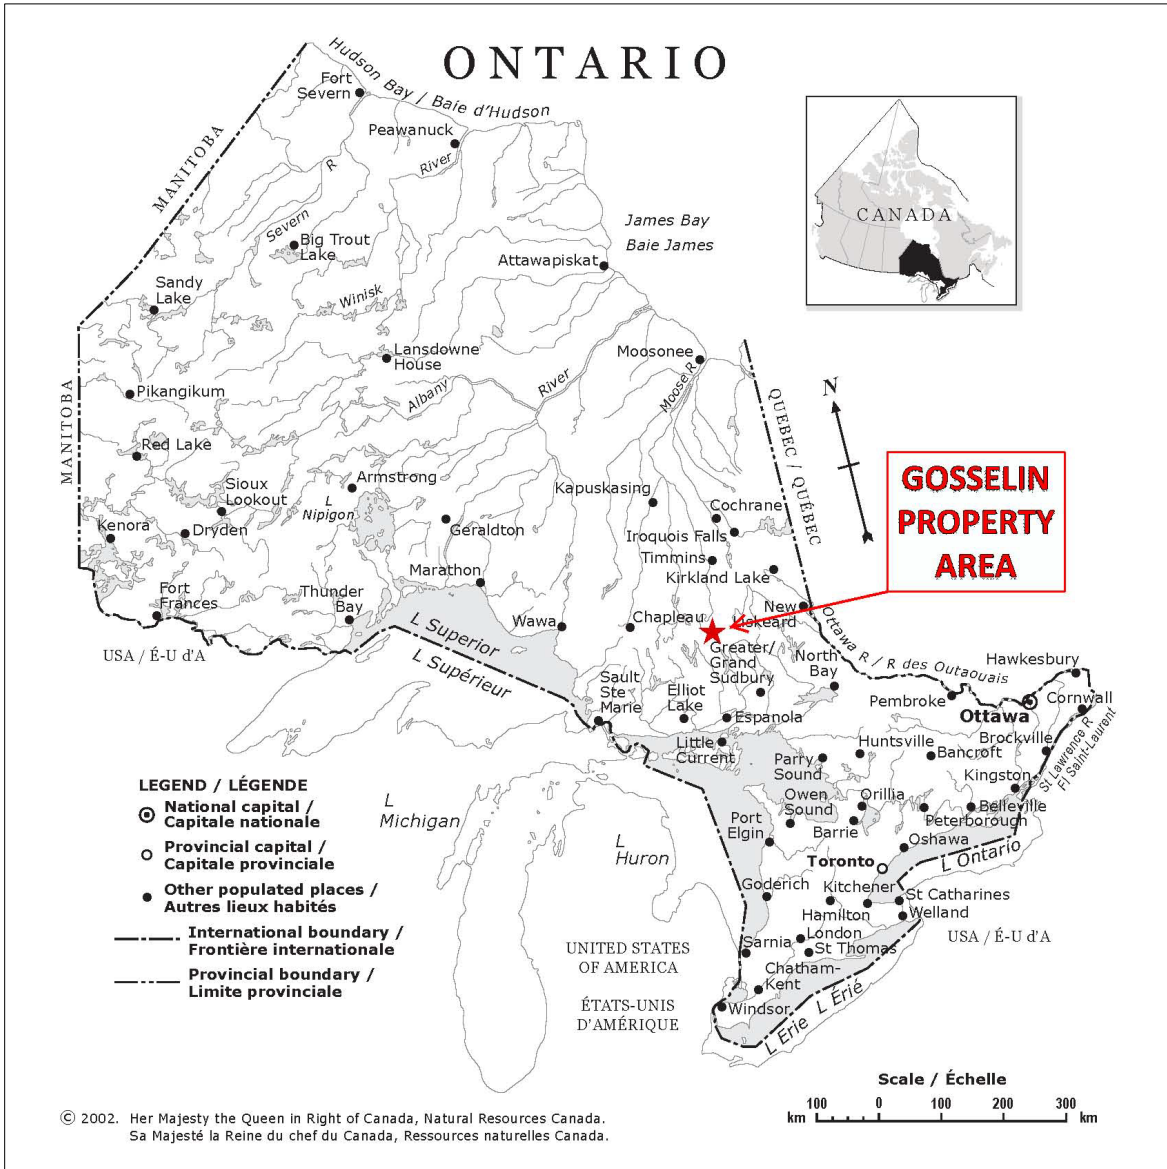 ONTARIO
Hudson Bay / Baie d'Hudson
Fort
Severn
Peawanuck
River
R
MANITOBA
Severn
Big Trout
Lake
James Bay
Baie James
Attawapiskat
CANADA
Sandy
Lake
Winisk
Lansdowne
House
Moosonee
Pikangikum
Albany
River
Moose R
QUEBEC / QUÉBEC
N
MANITOBA
Red Lake
Sioux
Lookout
Armstrong
L
Nipigon
Kapuskasing
Cochrane
GOSSELIN
PROPERTY
AREA
Kenora
Dryden
Geraldton
Iroquois Falls
Timmins
Kirkland Lake
Marathon
Fort
Frances
Thunder
Bay
USA / É-U d'A
L Superior
L Supérieur
Wawa
Chapleau
New
Liskeard
Ottawa R / R des Outaouais
Greater/
Grand
Sudbury
North
Bay
Hawkesbury
Sault
Ste
Marie
Elliot
Lake
Espanola
Pembroke
Ottawa
Cornwall
Little
Current
Parry
Sound
Huntsville
Bancroft
Brockville
St Lawrence R
Fl Saint-Laurent
Kingston
Owen
Sound
Orillia
Belleville
Peterborough
Port
Elgin
Barrie
Oshawa
L Ontario
L
Michigan
L
Huron
Toronto
Goderich
Kitchener
St Catharines
Hamilton
Welland
London
USA / É-U d'A
Sarnia
St Thomas
UNITED STATES
OF AMERICA
Chatham-
Kent
ÉTATS-UNIS
D'AMÉRIQUE
Windsor
L Erie L Érié
LEGEND / LÉGENDE
National capital /
Capitale nationale
Provincial capital /
Capitale provinciale
Other populated places /
Autres lieux habités
International boundary /
Frontière internationale
Provincial boundary /
Limite provinciale
Scale / Échelle
km 100 0 100 200 300 km
© 2002. Her Majesty the Queen in Right of Canada, Natural Resources Canada.
Sa Majesté la Reine du chef du Canada, Ressources naturelles Canada.